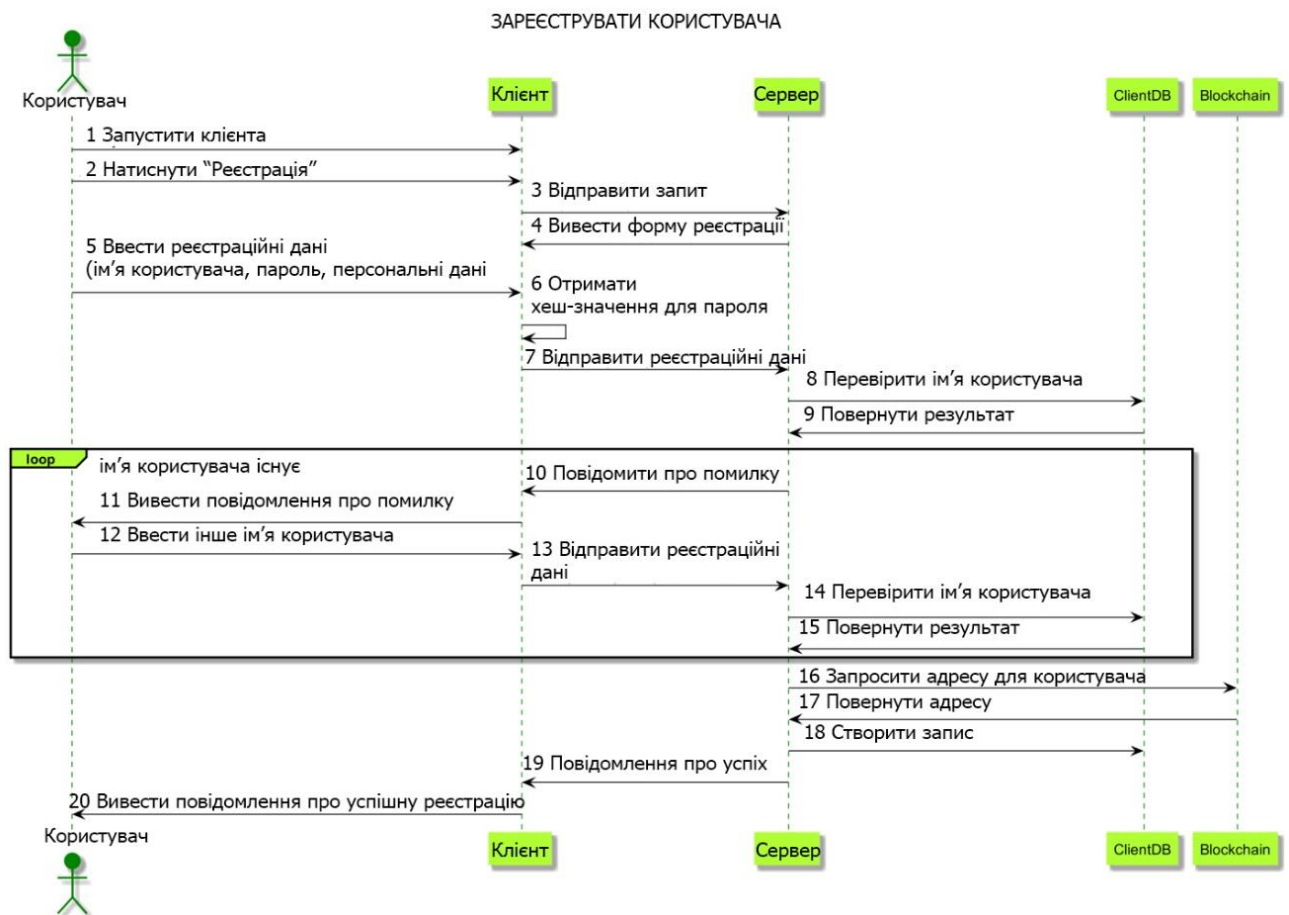 ЗАРЕЄСТРУВАТИ КОРИСТУВАЧА
Користувач
Клієнт
Сервер
ClientDB
Blockchain
1 Запустити клієнта
2 Натиснути “Реєстрація”
3 Відправити запит
4 Вивести форму реєстрації
5 Ввести реєстраційні дані
(ім’я користувача, пароль, персональні дані
6 Отримати
хеш-значення для пароля
7 Відправити реєстраційні дані
8 Перевірити ім’я користувача
9 Повернути результат
loop
ім’я користувача існує
10 Повідомити про помилку
11 Вивести повідомлення про помилку
12 Ввести інше ім’я користувача
13 Відправити реєстраційні
дані
14 Перевірити ім’я користувача
15 Повернути результат
16 Запросити адресу для користувача
17 Повернути адресу
18 Створити запис
19 Повідомлення про успіх
20 Вивести повідомлення про успішну реєстрацію
Користувач
Клієнт
Сервер
ClientDB
Blockchain